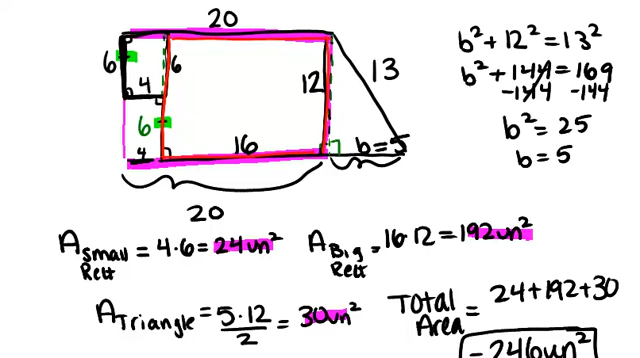 20
b² + 12² = 13²
6
4
6
12
13
b² + 144 = 169
-144 -144
6
16
b = 5
b² = 25
4
b = 5
20
A Small Rect = 4·6 = 24un²
A Big Rect = 16·12 = 192un²
A Triangle = 5·12/2 = 30un²
Total Area = 24+192+30
= 246un²